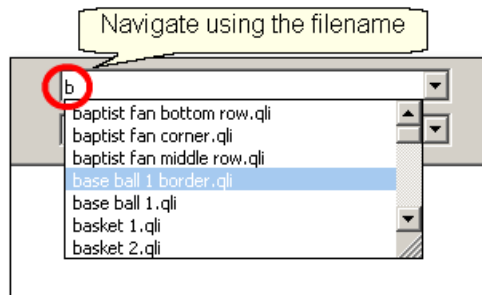 Navigate using the filename
b
baptist fan bottom row.qli
baptist fan corner.qli
baptist fan middle row.qli
base ball 1 border.qli
base ball 1.qli
basket 1.qli
basket 2.qli